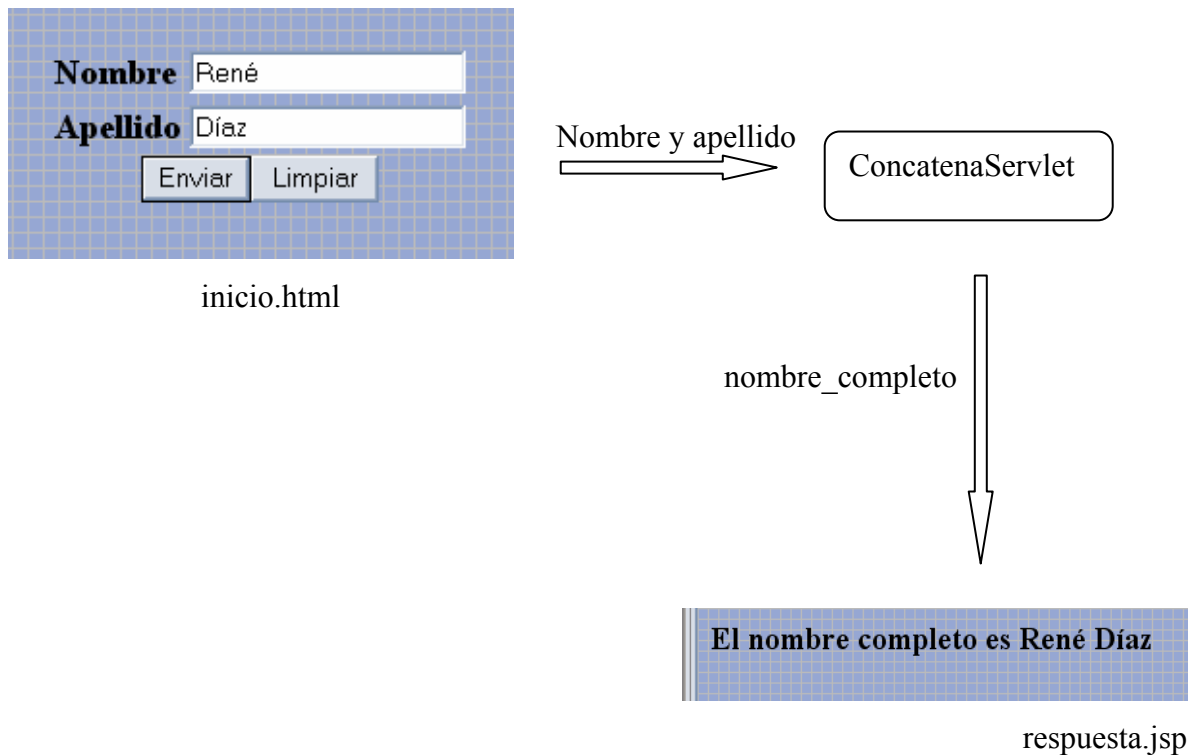 Nombre René
Apellido Díaz
Enviar Limpiar
inicio.html
Nombre y apellido
ConcatenaServlet
nombre_completo
El nombre completo es René Díaz
respuesta.jsp